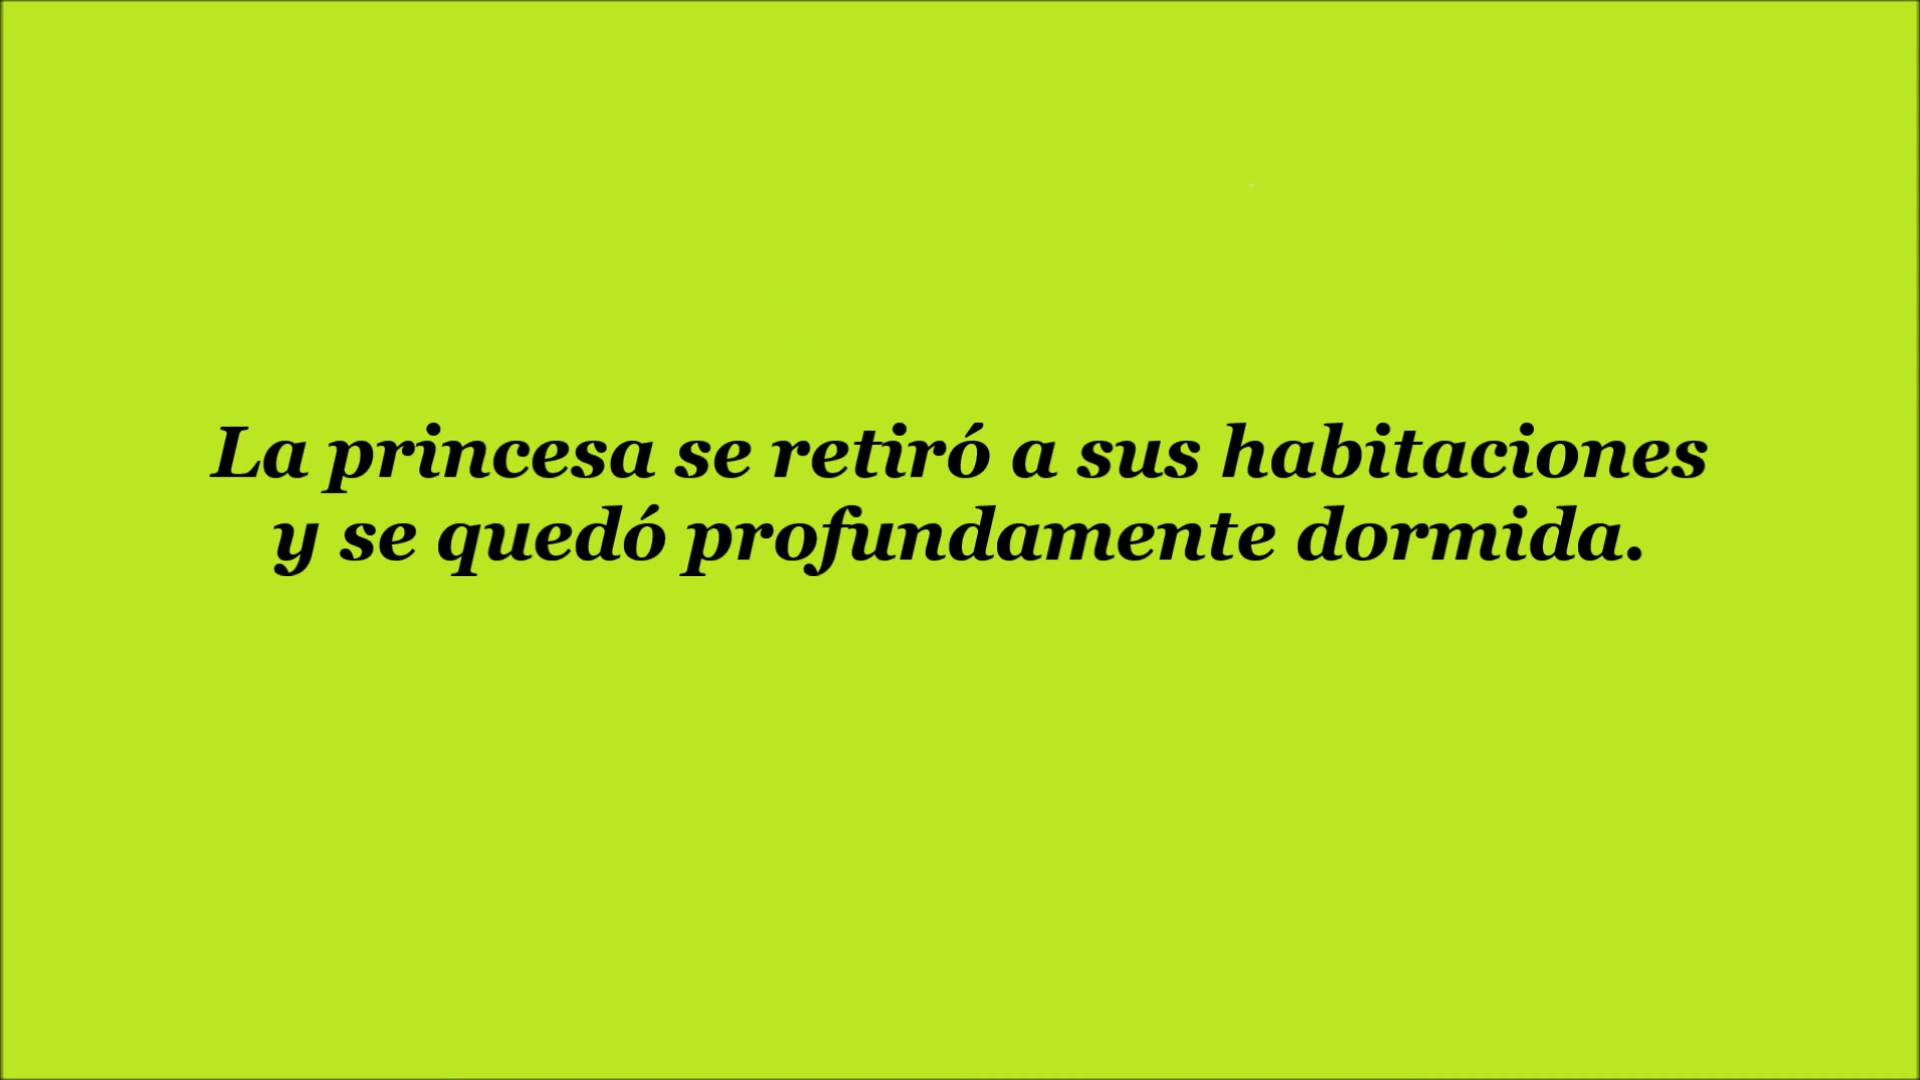 La princesa se retiró a sus habitaciones
y se quedó profundamente dormida.